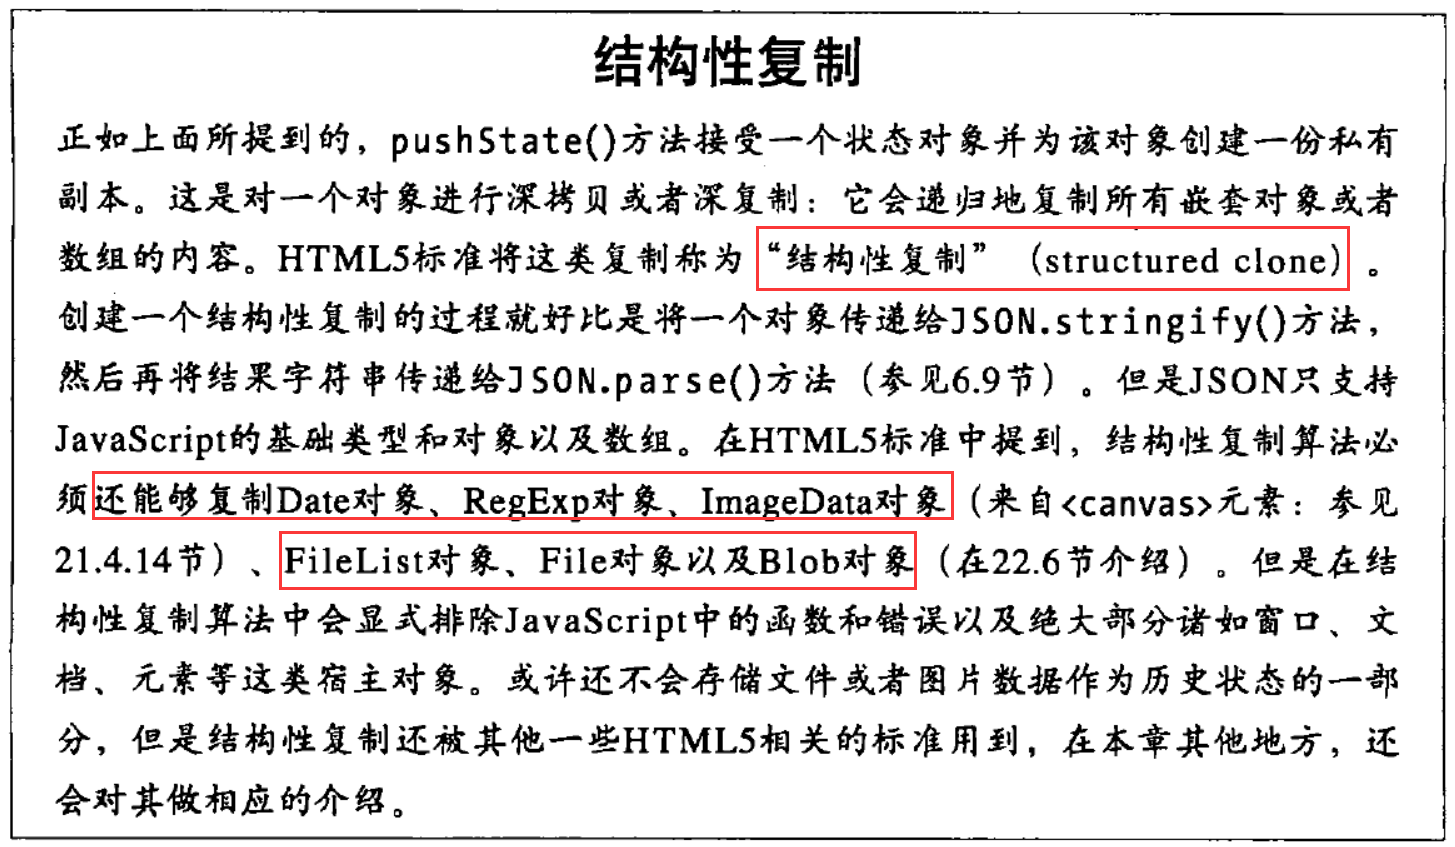 结构性复制
正如上面所提到的，pushState()方法接受一个状态对象并为该对象创建一份私有
副本。这是对一个对象进行深拷贝或者深复制：它会递归地复制所有嵌套对象或者
数组的内容。HTML5标准将这类复制称为“结构性复制”（structured clone）。
创建一个结构性复制的过程就好比是将一个对象传递给JSON.stringify()方法，
然后再将结果字符串传递给JSON.parse()方法（参见6.9节）。但是JSON只支持
JavaScript的基础类型和对象以及数组。在HTML5标准中提到，结构性复制算法必
须还能够复制Date对象、RegExp对象、ImageData对象（来自<canvas>元素：参见
21.4.14节）、FileList对象、File对象以及Blob对象（在22.6节介绍）。但是在结
构性复制算法中会显式排除JavaScript中的函数和错误以及绝大部分诸如窗口、文
档、元素等这类宿主对象。或许还不会存储文件或者图片数据作为历史状态的一部
分，但是结构性复制还被其他一些HTML5相关的标准用到，在本章其他地方，还
会对其做相应的介绍。